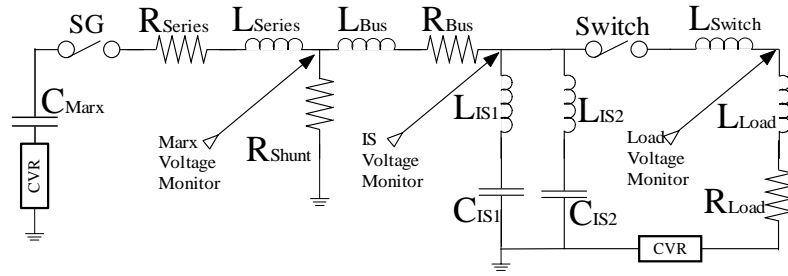 SG
RSeries
LSeries
LBus
RBus
Switch
LSwitch
CMarx
CVR
Marx
Voltage
Monitor
RShunt
IS
Voltage
Monitor
LIS1
LIS2
CIS1
CIS2
Load
Voltage
Monitor
LLoad
RLoad
CVR